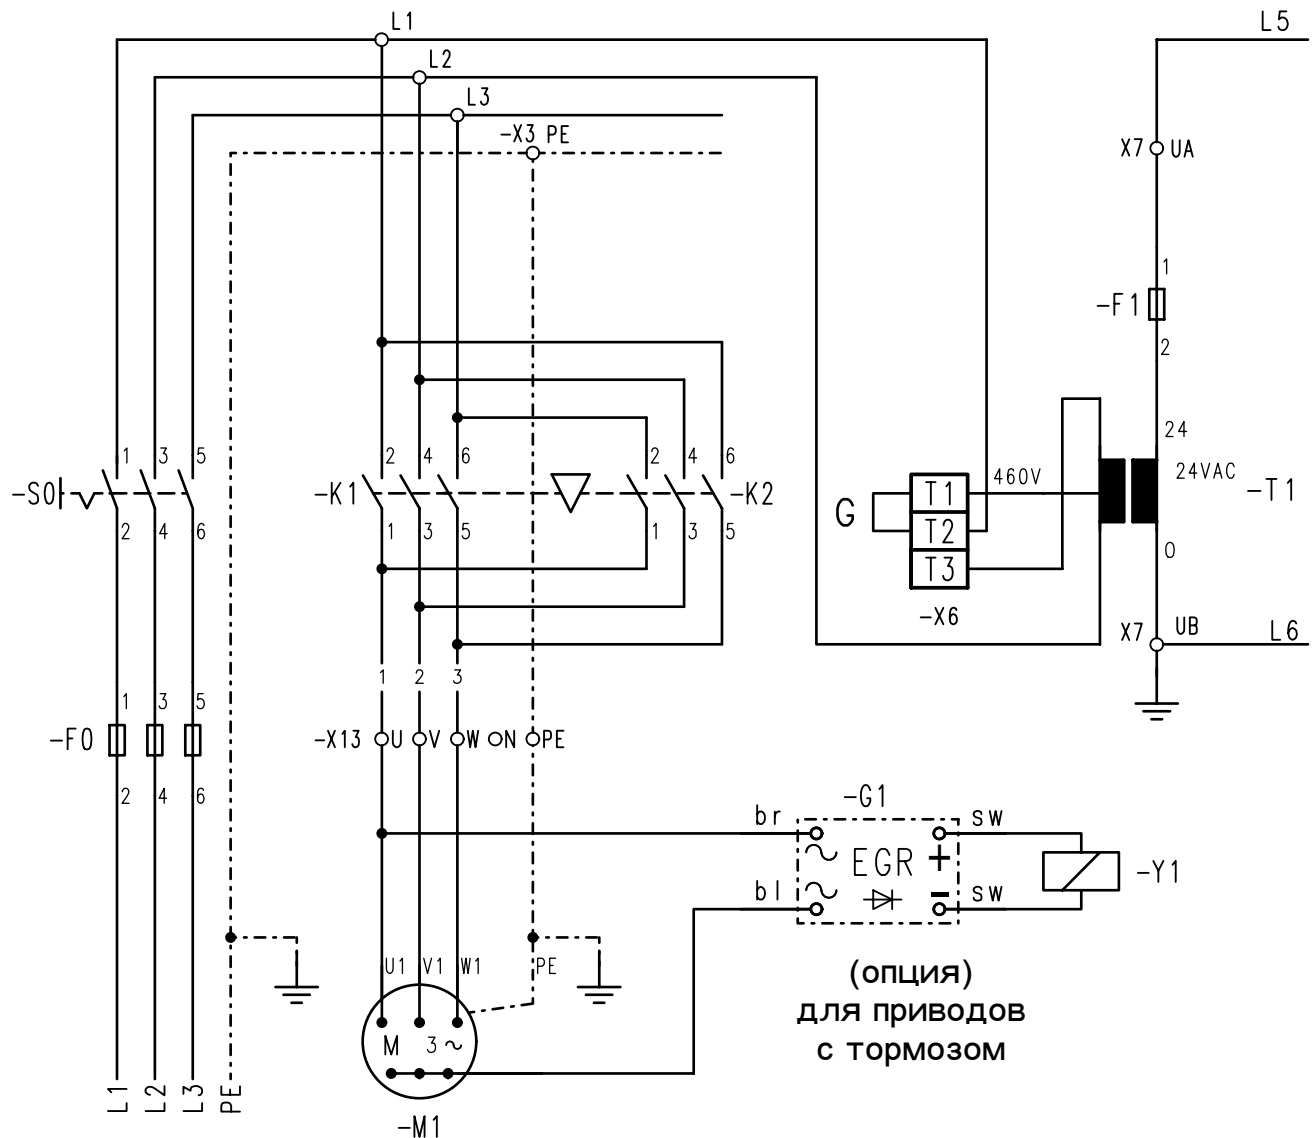 L1
L5
L2
L3
-X3 PE
X7 UA
1
-F1
2
1 3 5
2 4 6
2 4 6
24
-S0
-K1
-K2
G
T1
460V
24VAC
-T1
2 4 6
1 3 5
1 3 5
T2
0
T3
-X6
X7 UB L6
1 2 3
1 3 5
-F0
-X13 U V W N PE
2 4 6
-G1
br
sw
EGR +
-Y1
bl
-
sw
U1 V1 W1 PE
(опция)
для приводов
с тормозом
M 3 ~
L1 L2 L3 PE
-M1